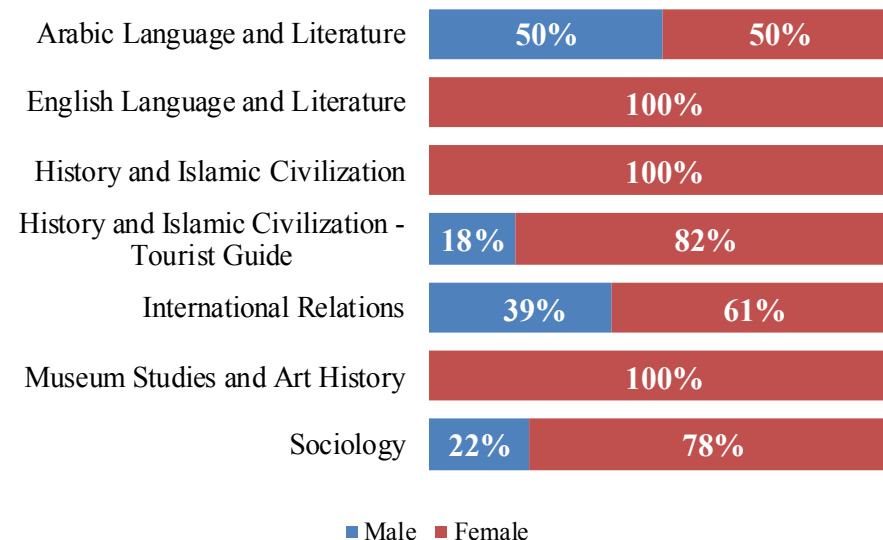 Arabic Language and Literature 50% 50%
English Language and Literature 100%
History and Islamic Civilization 100%
History and Islamic Civilization -
Tourist Guide 18% 82%
International Relations 39% 61%
Museum Studies and Art History 100%
Sociology 22% 78%
Male Female